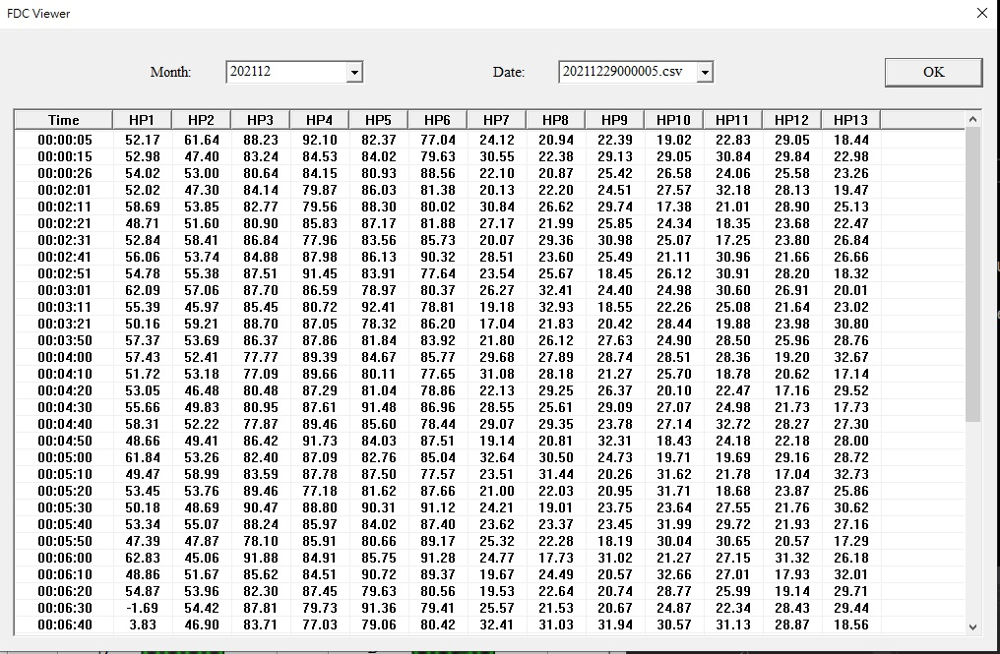 FDC Viewer
Month: 202112 Date: 20211229000005.csv OK
Time HP1 HP2 HP3 HP4 HP5 HP6 HP7 HP8 HP9 HP10 HP11 HP12 HP13
00:00:05 52.17 61.64 88.23 92.10 82.37 77.04 24.12 20.94 22.39 19.02 22.83 29.05 18.44
00:00:15 52.98 47.40 83.24 84.53 84.02 79.63 30.55 22.38 29.13 29.05 30.84 29.84 22.98
00:00:26 54.02 53.00 80.64 84.15 80.93 88.56 22.10 20.87 25.42 26.58 24.06 25.58 23.26
00:02:01 52.02 47.30 84.14 79.87 86.03 81.38 20.13 22.20 24.51 27.57 32.18 28.13 19.47
00:02:11 58.69 53.85 82.77 79.56 88.30 80.02 30.84 26.62 29.74 17.38 21.01 28.90 25.13
00:02:21 48.71 51.60 80.90 85.83 87.17 81.88 27.17 21.99 25.85 24.34 18.35 23.68 22.47
00:02:31 52.84 58.41 86.84 77.96 83.56 85.73 20.07 29.36 30.98 25.07 17.25 23.80 26.84
00:02:41 56.06 53.74 84.88 87.98 86.13 90.32 28.51 23.60 25.49 21.11 30.96 21.66 26.66
00:02:51 54.78 55.38 87.51 91.45 83.91 77.64 23.54 25.67 18.45 26.12 30.91 28.20 18.32
00:03:01 62.09 57.06 87.70 86.59 78.97 80.37 26.27 32.41 24.40 24.98 30.60 26.91 20.01
00:03:11 55.39 45.97 85.45 80.72 92.41 78.81 19.18 32.93 18.55 22.26 25.08 21.64 23.02
00:03:21 50.16 59.21 88.70 87.05 78.32 86.20 17.04 21.83 20.42 28.44 19.88 23.98 30.80
00:03:50 57.37 53.69 86.37 87.86 81.84 83.92 21.80 26.12 27.63 24.90 28.50 25.96 28.76
00:04:00 57.43 52.41 77.77 89.39 84.67 85.77 29.68 27.89 28.74 28.51 28.36 19.20 32.67
00:04:10 51.72 53.18 77.09 89.66 80.11 77.65 31.08 28.18 21.27 25.70 18.78 20.62 17.14
00:04:20 53.05 46.48 80.48 87.29 81.04 78.86 22.13 29.25 26.37 20.10 22.47 17.16 29.52
00:04:30 55.66 49.83 80.95 87.61 91.48 86.96 28.55 25.61 29.09 27.07 24.98 21.73 17.73
00:04:40 58.31 52.22 77.87 89.46 85.60 78.44 29.07 29.35 23.78 27.14 32.72 28.27 27.30
00:04:50 48.66 49.41 86.42 91.73 84.03 87.51 19.14 20.81 32.31 18.43 24.18 22.18 28.00
00:05:00 61.84 53.26 82.40 87.09 82.76 85.04 32.64 30.50 24.73 19.71 19.69 29.16 28.72
00:05:10 49.47 58.99 83.59 87.78 87.50 77.57 23.51 31.44 20.26 31.62 21.78 17.04 32.73
00:05:20 53.45 53.76 89.46 77.18 81.62 87.66 21.00 22.03 20.95 31.71 18.68 23.87 25.86
00:05:30 50.18 48.69 90.47 88.80 90.31 91.12 24.21 19.01 23.75 23.64 27.55 21.76 30.62
00:05:40 53.34 55.07 88.24 85.97 84.02 87.40 23.62 23.37 23.45 31.99 29.72 21.93 27.16
00:05:50 47.39 47.87 78.10 85.91 80.66 89.17 25.32 22.28 18.19 30.04 30.65 20.57 17.29
00:06:00 62.83 45.06 91.88 84.91 85.75 91.28 24.77 17.73 31.02 21.27 27.15 31.32 26.18
00:06:10 48.86 51.67 85.62 84.51 90.72 89.37 19.67 24.49 20.57 32.66 27.01 17.93 32.01
00:06:20 54.87 53.96 82.30 87.45 79.63 80.56 19.53 22.64 20.74 28.77 25.99 19.14 29.71
00:06:30 -1.69 54.42 87.81 79.73 91.36 79.41 25.57 21.53 20.67 24.87 22.34 28.43 29.44
00:06:40 3.83 46.90 83.71 77.03 79.06 80.42 32.41 31.03 31.94 30.57 31.13 28.87 18.56